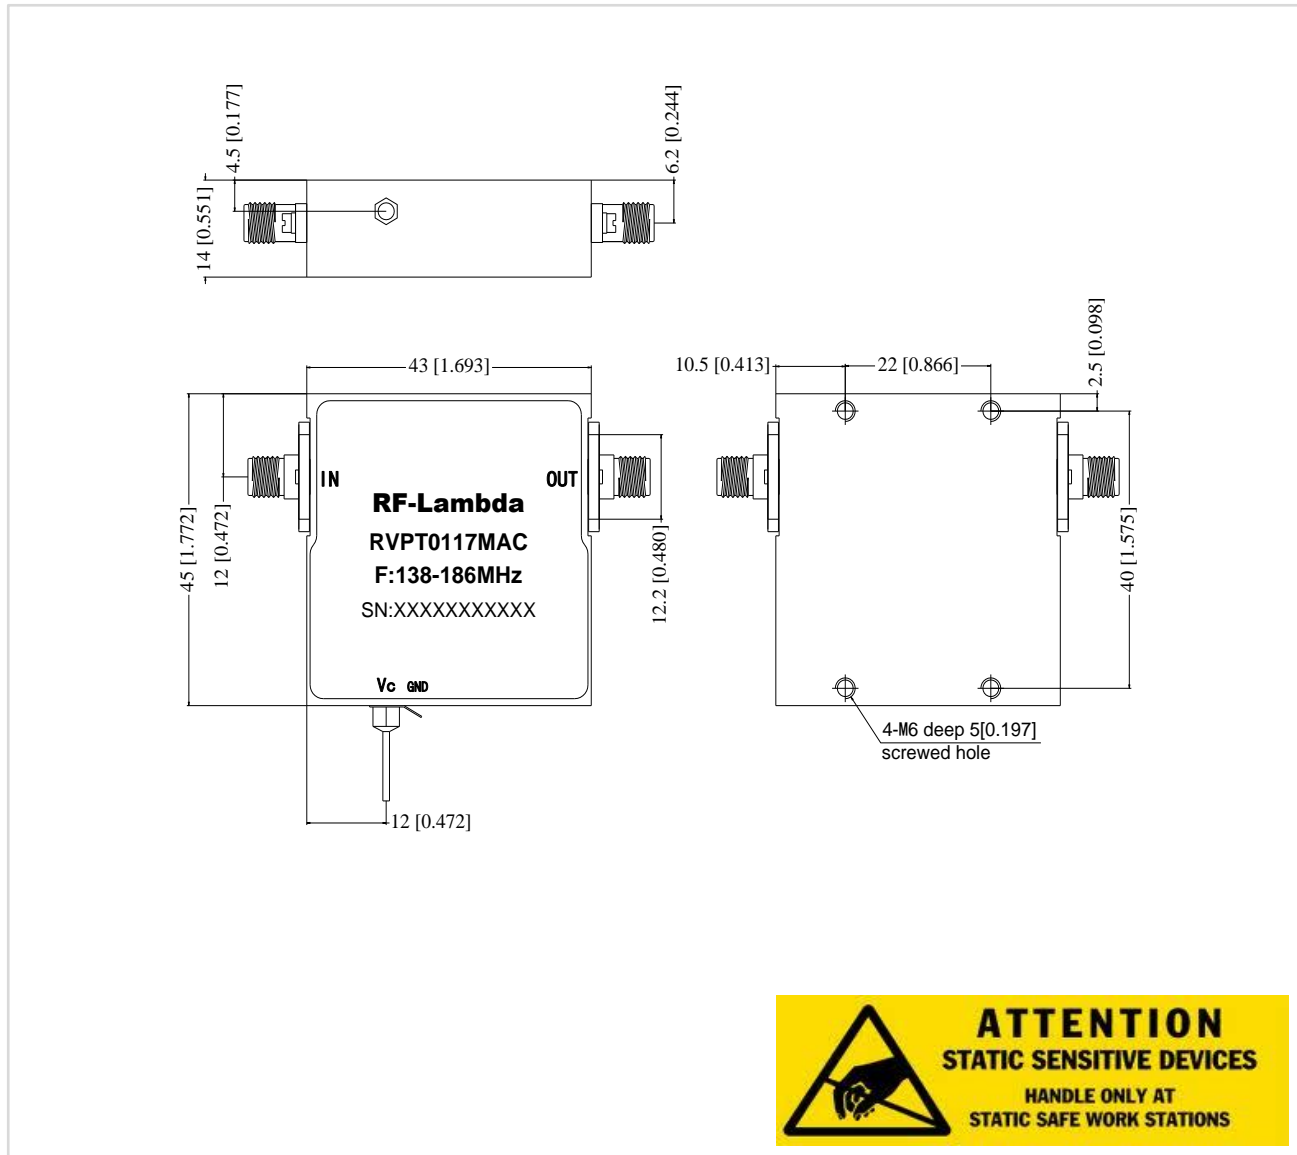 4.5 [0.177]
6.2 [0.244]
14 [0.551]
43 [1.693]
10.5 [0.413]
22 [0.866]
2.5 [0.098]
45 [1.772]
12 [0.472]
IN
OUT
RF-Lambda
RVPT0117MAC
F:138-186MHz
SN:XXXXXXXXXXX
12.2 [0.480]
40 [1.575]
Vc GND
4-M6 deep 5[0.197]
screwed hole
12 [0.472]
ATTENTION
STATIC SENSITIVE DEVICES
HANDLE ONLY AT
STATIC SAFE WORK STATIONS